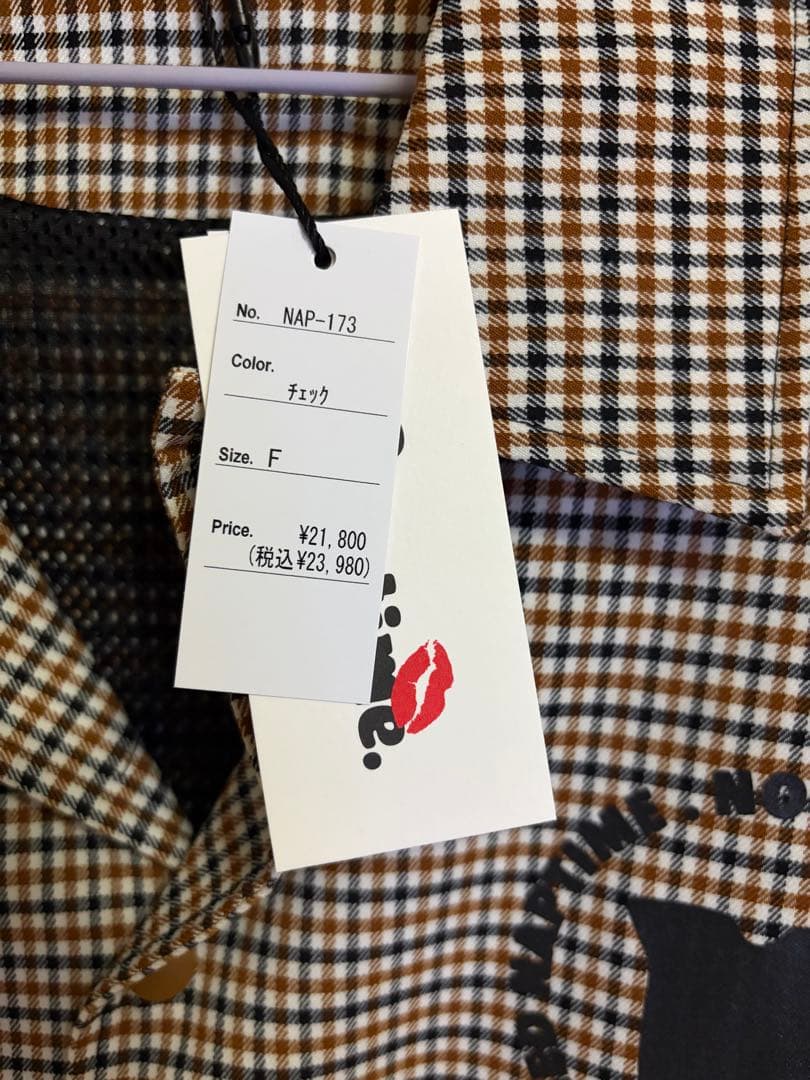 No. NAP-173
Color.
ﾁｪｯｸ
Size. F
Price. ¥21,800
(税込¥23,980)
NAPTIME . NO